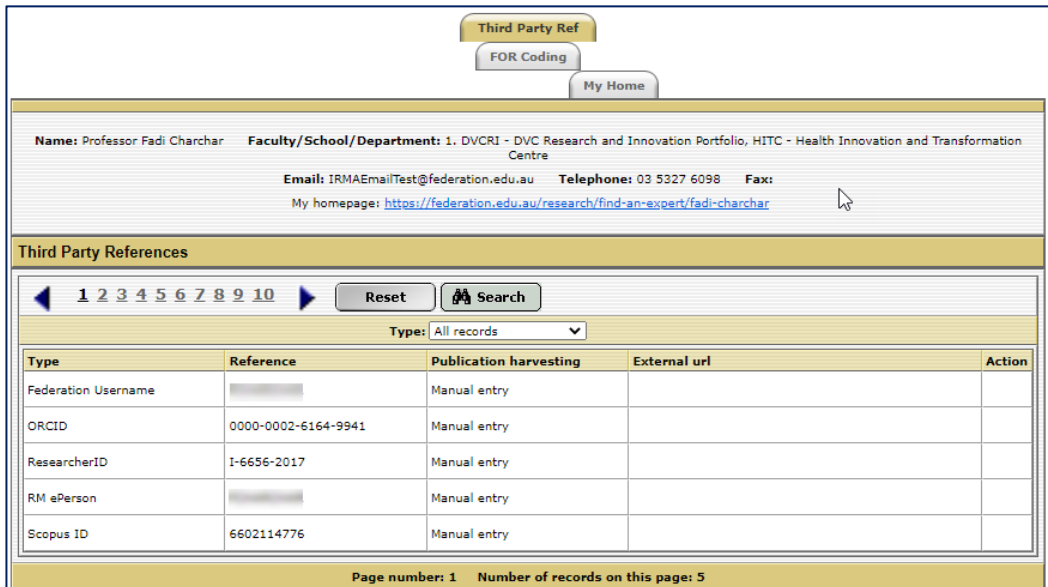 Third Party Ref
FOR Coding
My Home
Name: Professor Fadi Charchar Faculty/School/Department: 1. DVCRI - DVC Research and Innovation Portfolio, HITC - Health Innovation and Transformation
Centre
Email: IRMAEmailTest@federation.edu.au Telephone: 03 5327 6098 Fax:
My homepage: https://federation.edu.au/research/find-an-expert/fadi-charchar
Third Party References
1 2 3 4 5 6 7 8 9 10 Reset Search
Type: All records
Type Reference Publication harvesting External url Action
Federation Username Manual entry
ORCID 0000-0002-6164-9941 Manual entry
ResearcherID I-6656-2017 Manual entry
RM ePerson Manual entry
Scopus ID 6602114776 Manual entry
Page number: 1 Number of records on this page: 5